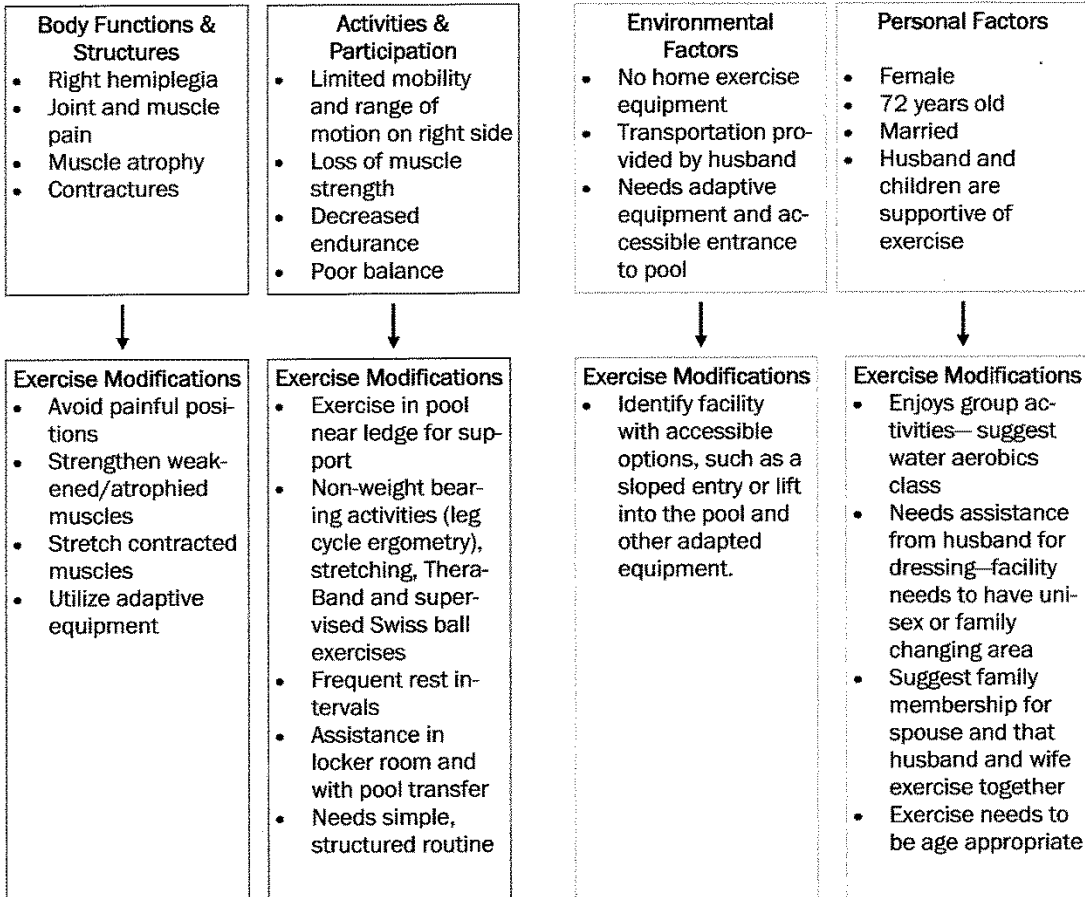 Body Functions &
Structures
• Right hemiplegia
• Joint and muscle
pain
• Muscle atrophy
• Contractures
Activities &
Participation
• Limited mobility
and range of
motion on right side
• Loss of muscle
strength
• Decreased
endurance
• Poor balance
Environmental
Factors
• No home exercise
equipment
• Transportation pro-
vided by husband
• Needs adaptive
equipment and ac-
cessible entrance
to pool
Personal Factors
• Female
• 72 years old
• Married
• Husband and
children are
supportive of
exercise
Exercise Modifications
• Avoid painful posi-
tions
• Strengthen weak-
ened/atrophied
muscles
• Stretch contracted
muscles
• Utilize adaptive
equipment
Exercise Modifications
• Exercise in pool
near ledge for sup-
port
• Non-weight bear-
ing activities (leg
cycle ergometry),
stretching, Thera-
Band and super-
vised Swiss ball
exercises
• Frequent rest in-
tervals
• Assistance in
locker room and
with pool transfer
• Needs simple,
structured routine
Exercise Modifications
• Identify facility
with accessible
options, such as a
sloped entry or lift
into the pool and
other adapted
equipment.
Exercise Modifications
• Enjoys group ac-
tivities— suggest
water aerobics
class
• Needs assistance
from husband for
dressing—facility
needs to have uni-
sex or family
changing area
• Suggest family
membership for
spouse and that
husband and wife
exercise together
• Exercise needs to
be age appropriate